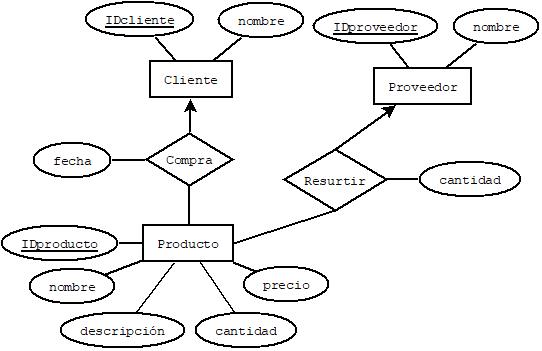 IDcliente
nombre
IDproveedor
nombre
Cliente
Proveedor
fecha
Compra
Resurtir
cantidad
IDproducto
Producto
nombre
precio
descripción
cantidad